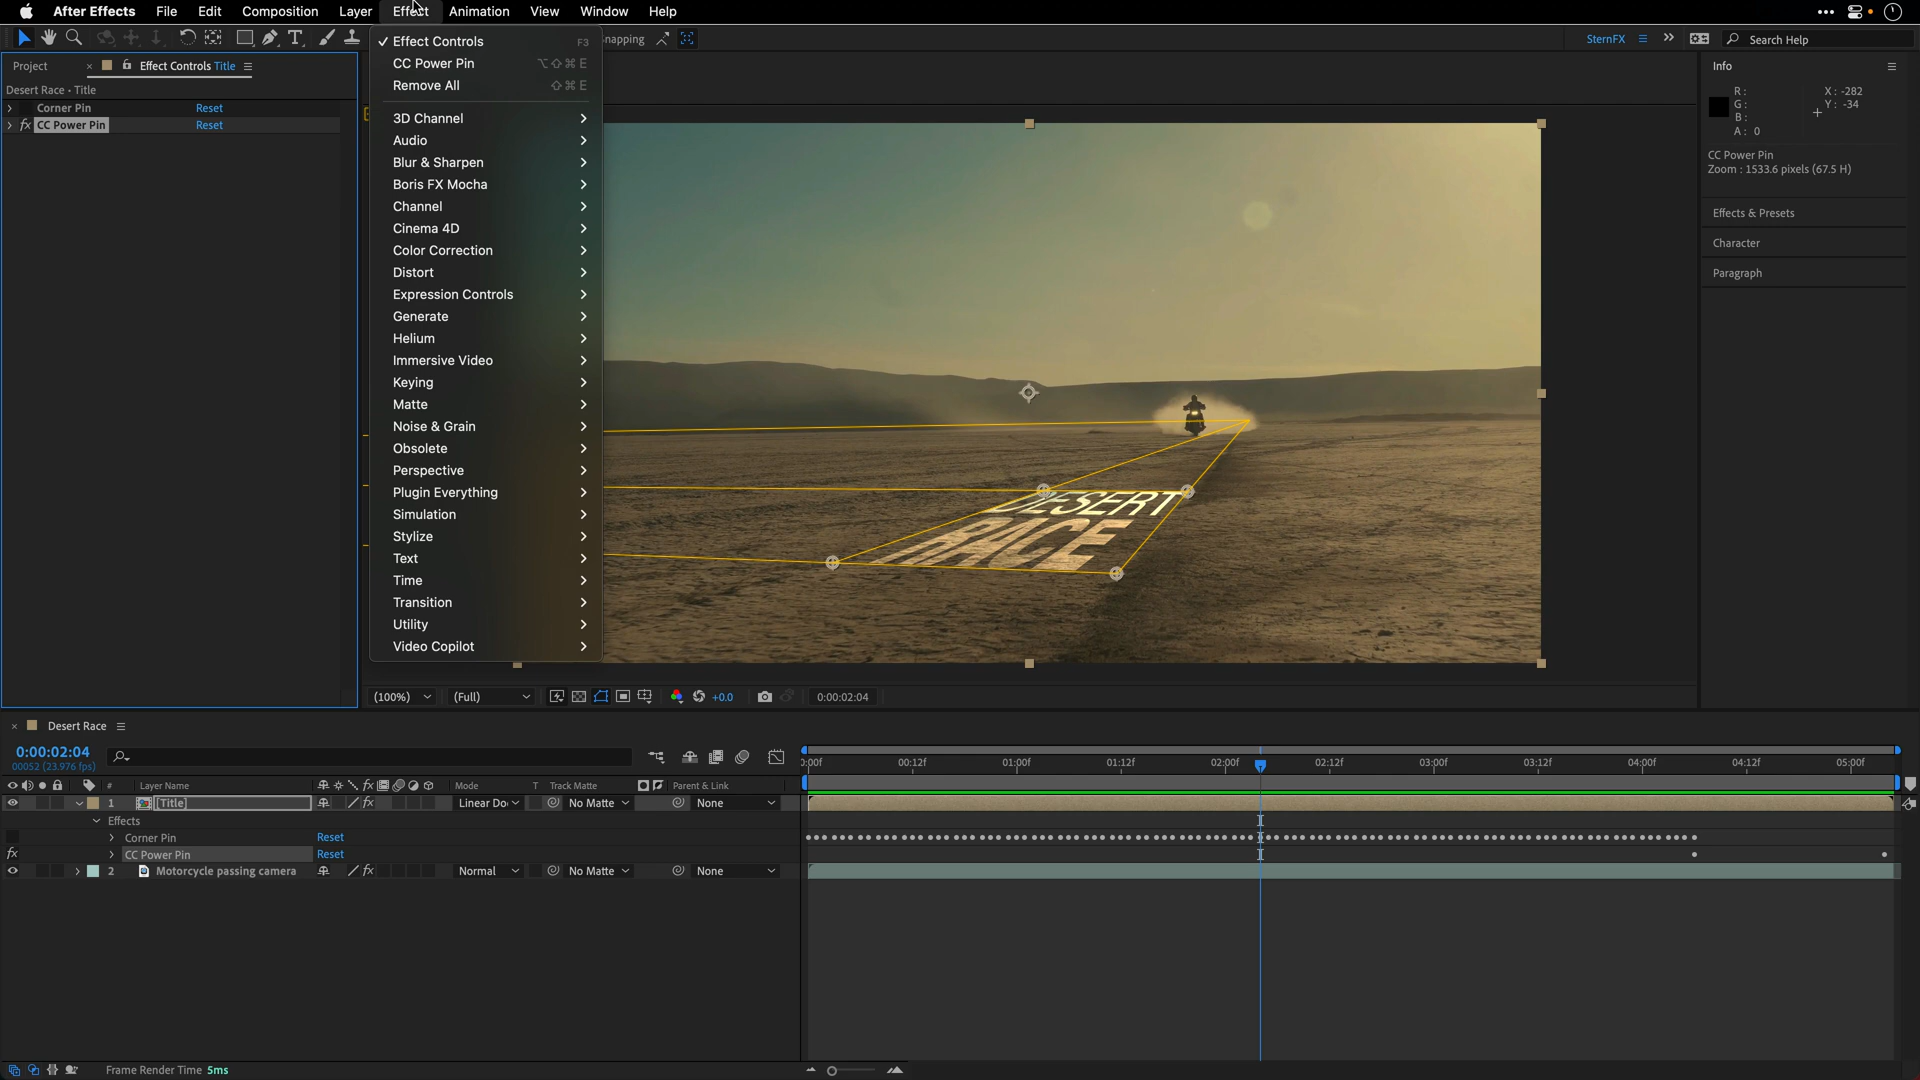 After Effects File Edit Composition Layer Effect Animation View Window Help
napping
SternFX
Search Help
Project
Effect Controls Title
Desert Race • Title
Corner Pin Reset
fx CC Power Pin Reset
Effect Controls F3
CC Power Pin ⌥⇧⌘E
Remove All ⇧⌘E
3D Channel
Audio
Blur & Sharpen
Boris FX Mocha
Channel
Cinema 4D
Color Correction
Distort
Expression Controls
Generate
Helium
Immersive Video
Keying
Matte
Noise & Grain
Obsolete
Perspective
Plugin Everything
Simulation
Stylize
Text
Time
Transition
Utility
Video Copilot
DESERT
RACE
Info
R: X: -282
G: Y: -34
B:
A: 0
CC Power Pin
Zoom : 1533.6 pixels (67.5 H)
Effects & Presets
Character
Paragraph
(100%) (Full) +0.0 0:00:02:04
Desert Race
0:00:02:04
00052 (23.976 fps)
# Layer Name fx Mode T Track Matte Parent & Link
):00f 00:12f 01:00f 01:12f 02:00f 02:12f 03:00f 03:12f 04:00f 04:12f 05:00f
1 [Title] fx Linear Do No Matte None
Effects
Corner Pin Reset
fx CC Power Pin Reset
2 Motorcycle passing camera fx Normal No Matte None
Frame Render Time 5ms